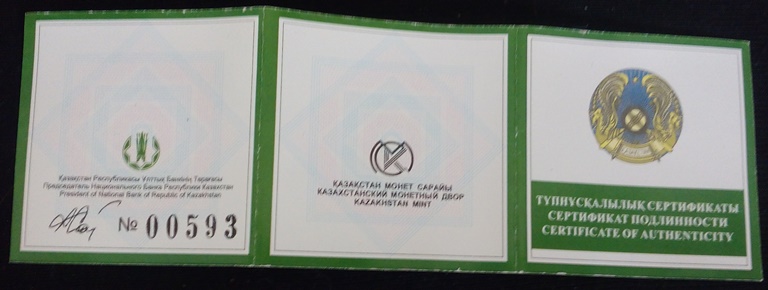 Қазақстан Республикасы Ұлттық Банкінің Төрағасы
Председатель Национального Банка Республики Казахстан
President of National Bank of Republic of Kazakhstan
№ 00593
ҚАЗАҚСТАН МОНЕТ САРАЙЫ
КАЗАХСТАНСКИЙ МОНЕТНЫЙ ДВОР
KAZAKHSTAN MINT
ТҮПНҰСҚАЛЫЛЫҚ СЕРТИФИКАТЫ
СЕРТИФИКАТ ПОДЛИННОСТИ
CERTIFICATE OF AUTHENTICITY